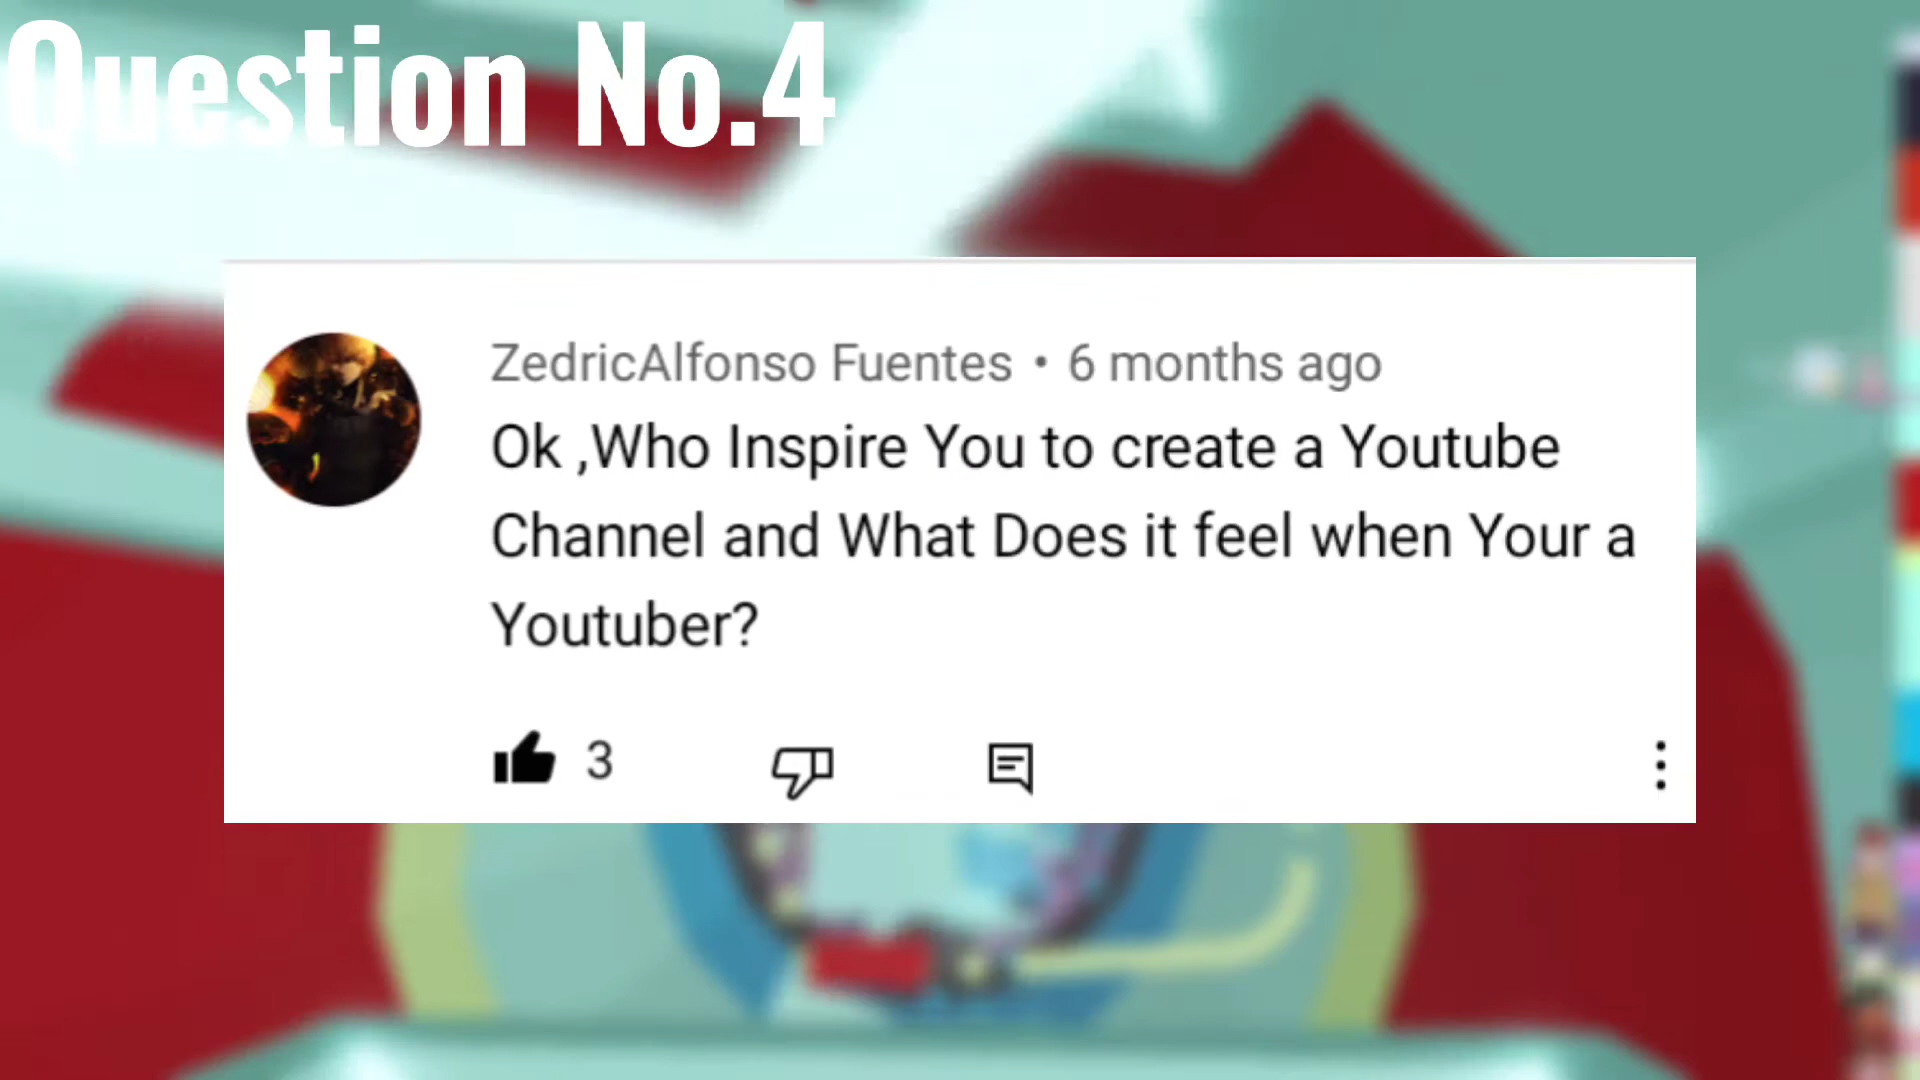 Question No.4
ZedricAlfonso Fuentes • 6 months ago
Ok ,Who Inspire You to create a Youtube
Channel and What Does it feel when Your a
Youtuber?
3